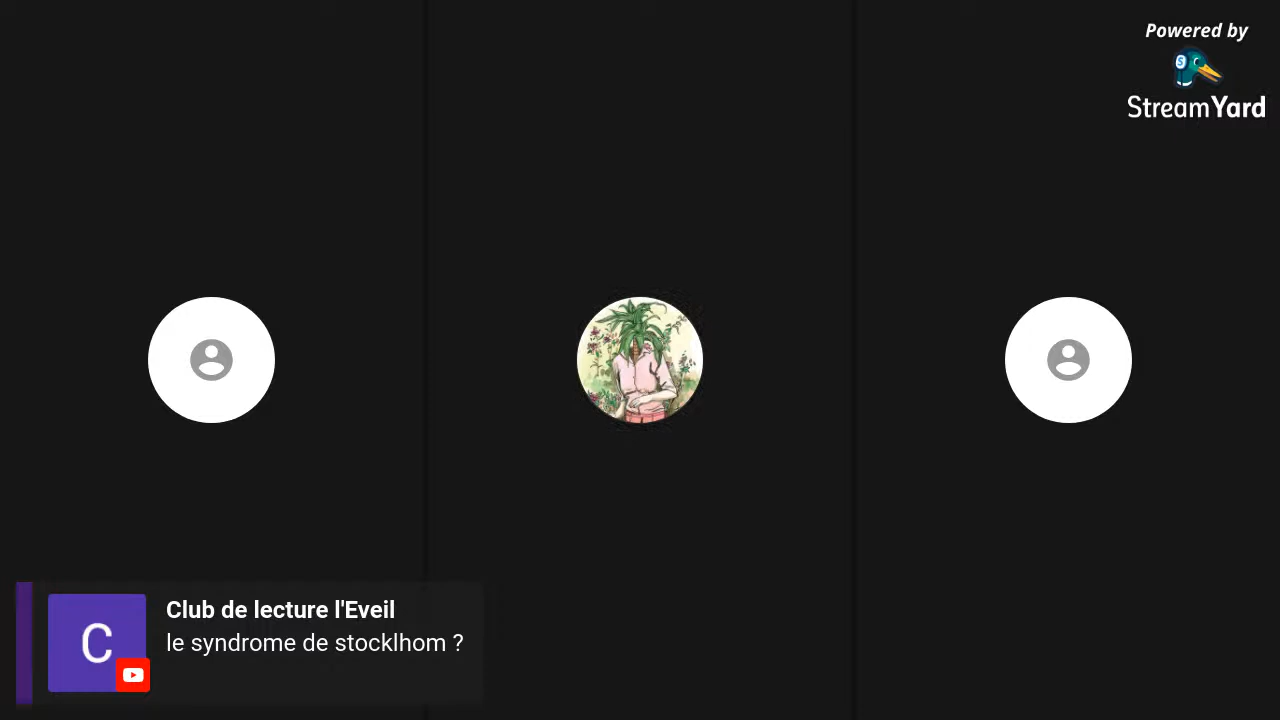 Powered by
StreamYard
C
Club de lecture l'Eveil
le syndrome de stocklhom ?